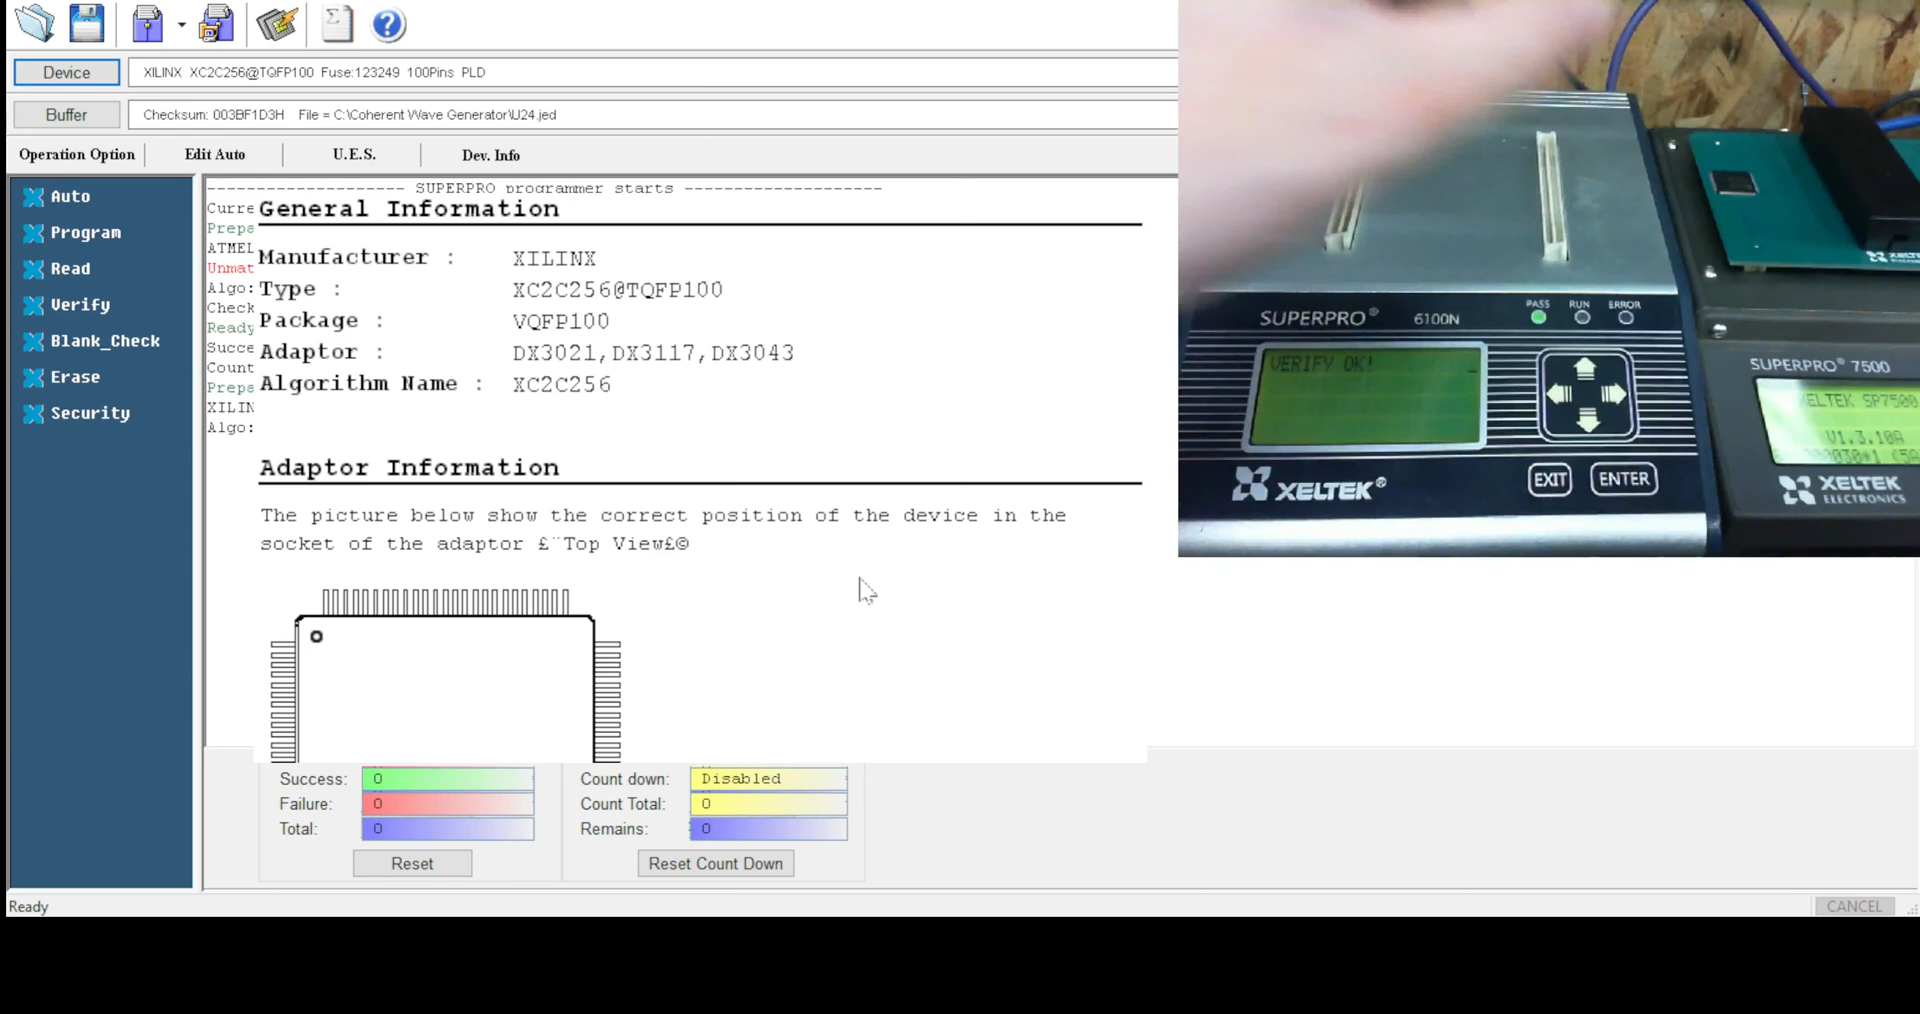 Device
XILINX XC2C256@TQFP100 Fuse:123249 100Pins PLD
Buffer
Checksum: 003BF1D3H File = C:\Coherent Wave Generator\U24.jed
Operation Option
Edit Auto
U.E.S.
Dev. Info
Auto
Program
Read
Verify
Blank_Check
Erase
Security
------------------- SUPERPRO programmer starts --------------------
Curre
Prepa
ATMEL
Unmat
Algo:
Check
Ready
Succe
Count
Prepa
XILIN
Algo:
General Information
Manufacturer : XILINX
Type : XC2C256@TQFP100
Package : VQFP100
Adaptor : DX3021,DX3117,DX3043
Algorithm Name : XC2C256
Adaptor Information
The picture below show the correct position of the device in the
socket of the adaptor £¨Top View£©
Success: 0
Failure: 0
Total: 0
Reset
Count down: Disabled
Count Total: 0
Remains: 0
Reset Count Down
Ready
CANCEL
SUPERPRO® 6100N
PASS RUN ERROR
VERIFY OK!
XELTEK®
EXIT
ENTER
SUPERPRO® 7500
XELTEK SP7500
V1.3.10A
XELTEK
ELECTRONICS